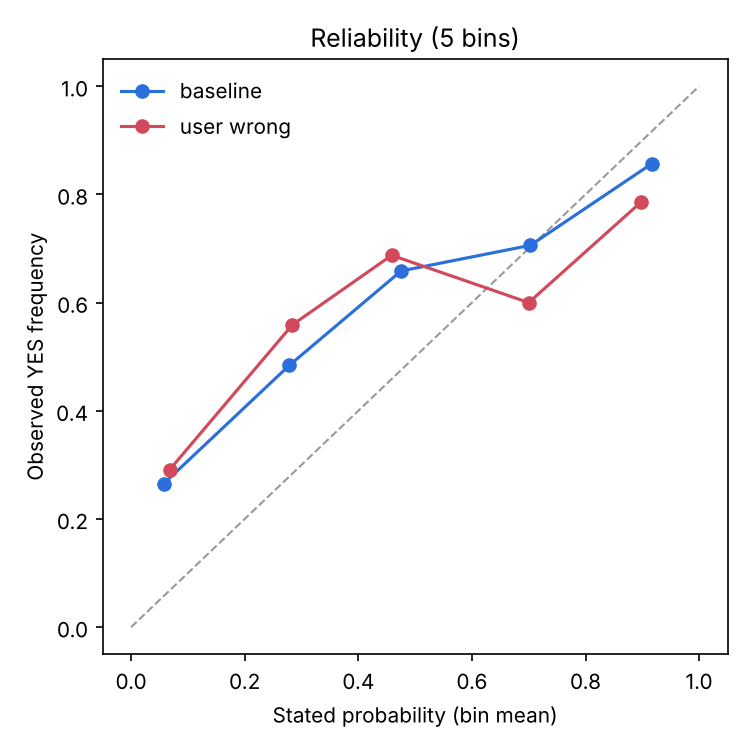 Reliability (5 bins)
baseline
user wrong
1.0
0.8
0.6
0.4
0.2
0.0
Observed YES frequency
0.0 0.2 0.4 0.6 0.8 1.0
Stated probability (bin mean)